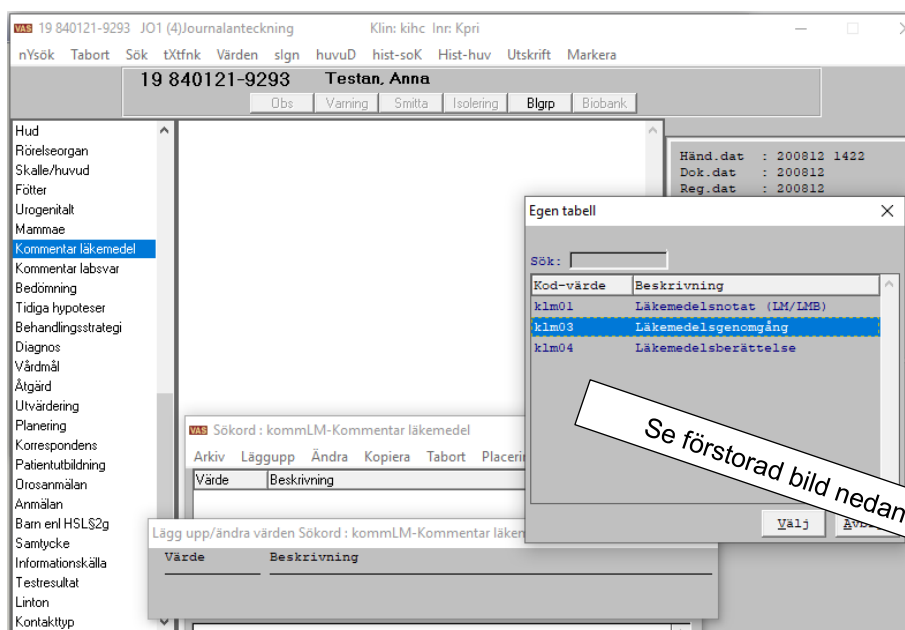 VAS 19 840121-9293 JO1 (4)Journalanteckning Klin: kihc Inr: Kpri
nYsök Tabort Sök tXtfnk Värden sIgn huvuD hist-soK Hist-huv Utskrift Markera
19 840121-9293 Testan, Anna
Obs Varning Smitta Isolering Blgrp Biobank
Hud
Rörelseorgan
Skalle/huvud
Fötter
Urogenitalt
Mammae
Kommentar läkemedel
Kommentar labsvar
Bedömning
Tidiga hypoteser
Behandlingsstrategi
Diagnos
Vårdmål
Åtgärd
Utvärdering
Planering
Korrespondens
Patientutbildning
Orosanmälan
Anmälan
Barn enl HSL§2g
Samtycke
Informationskälla
Testresultat
Linton
Kontakttyp
Händ.dat : 200812 1422
Dok.dat : 200812
Reg.dat : 200812
Egen tabell
Sök:
Kod-värde Beskrivning
klm01 Läkemedelsnotat (LM/LMB)
klm03 Läkemedelsgenomgång
klm04 Läkemedelsberättelse
Se förstorad bild nedan
Välj
VAS Sökord : kommLM-Kommentar läkemedel
Arkiv Läggupp Ändra Kopiera Tabort Placerin
Värde Beskrivning
Lägg upp/ändra värden Sökord : kommLM-Kommentar läken
Värde Beskrivning